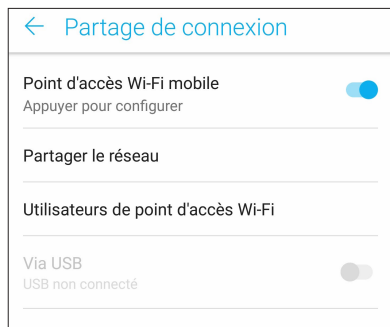 Partage de connexion
Point d'accès Wi-Fi mobile
Appuyer pour configurer
Partager le réseau
Utilisateurs de point d'accès Wi-Fi
Via USB
USB non connecté